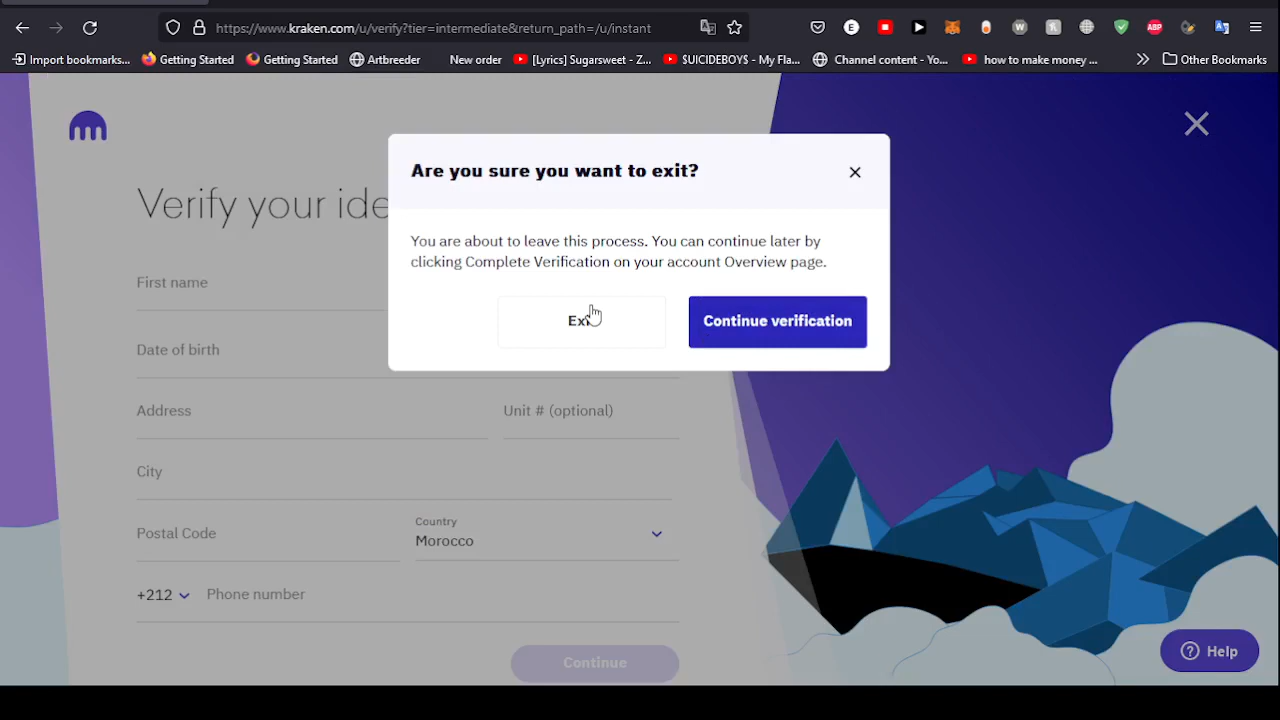 https://www.kraken.com/u/verify?tier=intermediate&return_path=/u/instant
Import bookmarks...
Getting Started
Getting Started
Artbreeder
New order
[Lyrics] Sugarsweet - Z...
$UICIDEBOY$ - My Fla...
Channel content - Yo...
how to make money ...
Other Bookmarks
Are you sure you want to exit?
You are about to leave this process. You can continue later by
clicking Complete Verification on your account Overview page.
Exit
Continue verification
Verify your ide
First name
Date of birth
Address
Unit # (optional)
City
Postal Code
Country
Morocco
+212
Phone number
Continue
Help